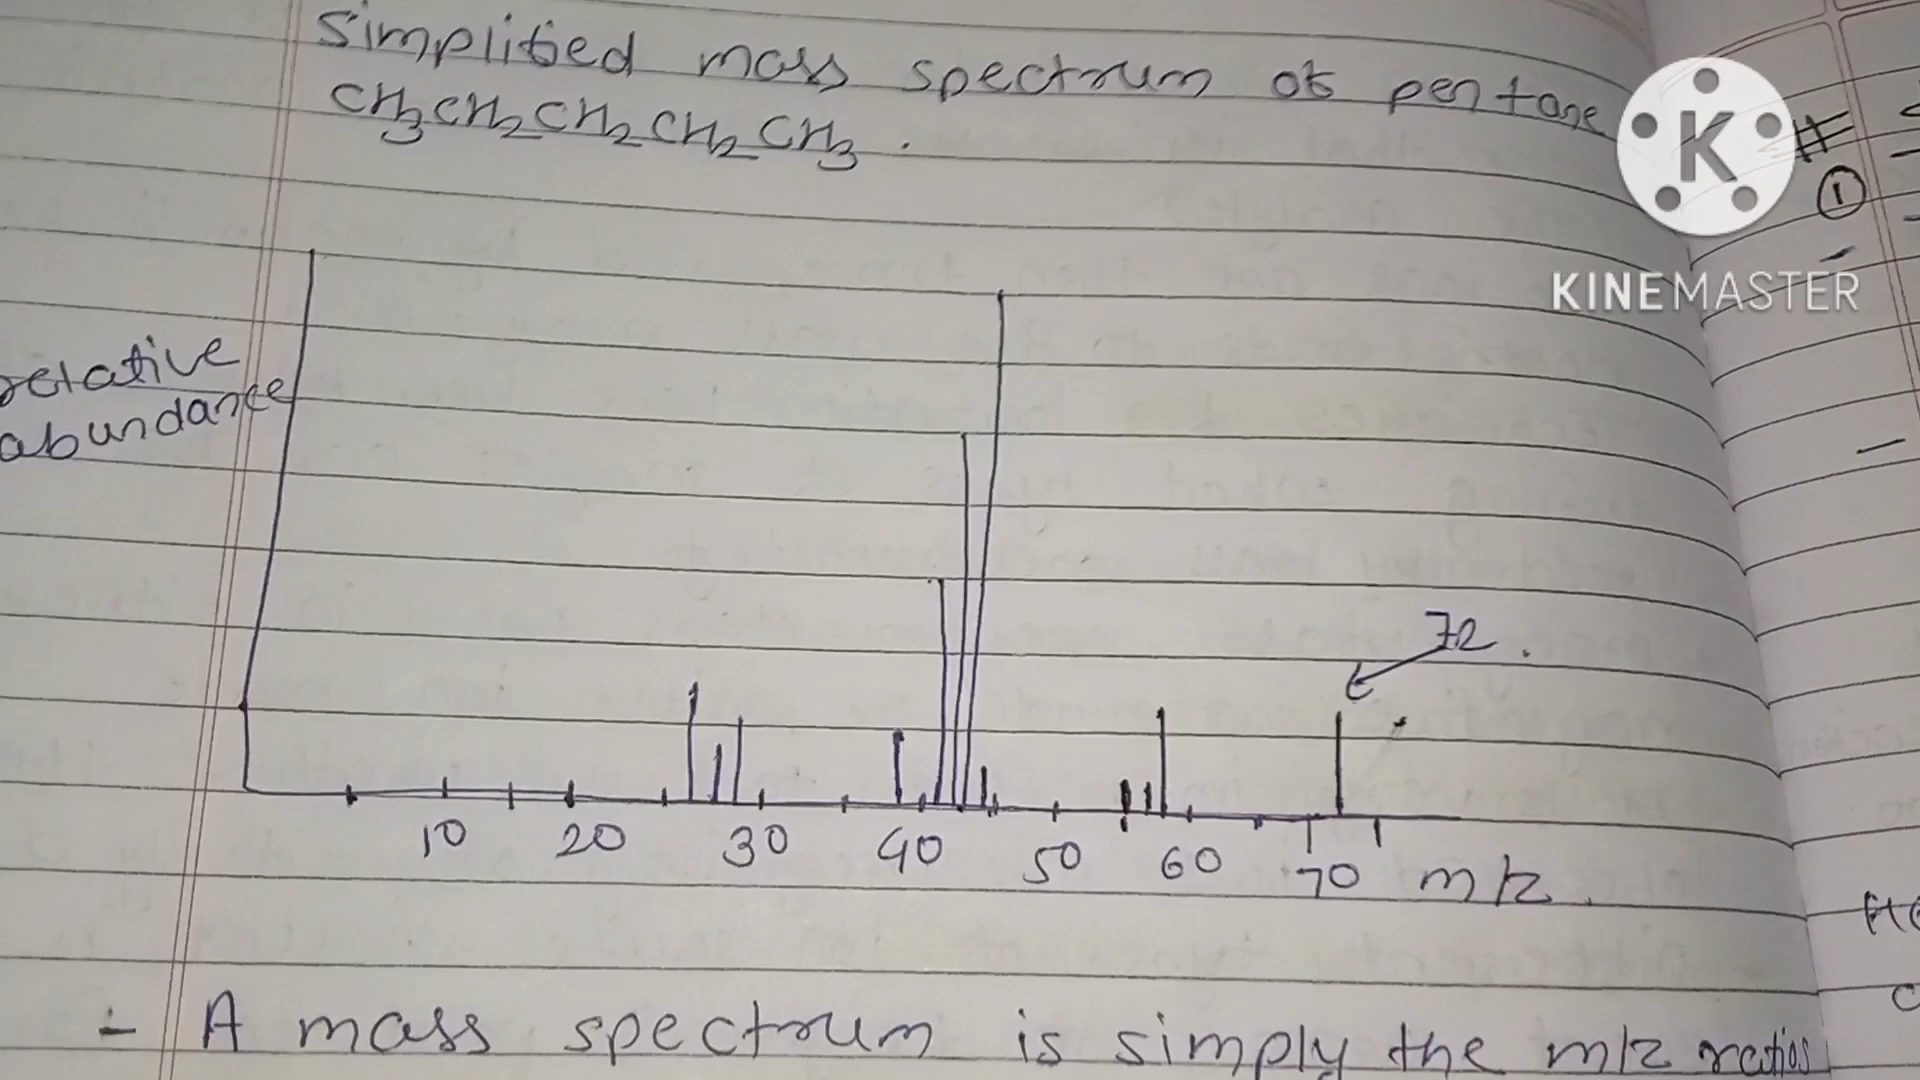 Simplified mass spectrum of pentane
CH3CH2CH2CH2CH3.
K
KINEMASTER
#
1
relative
abundance
72.
10 20 30 40 50 60 70 m/z.
- A mass spectrum is simply the m/z ratios